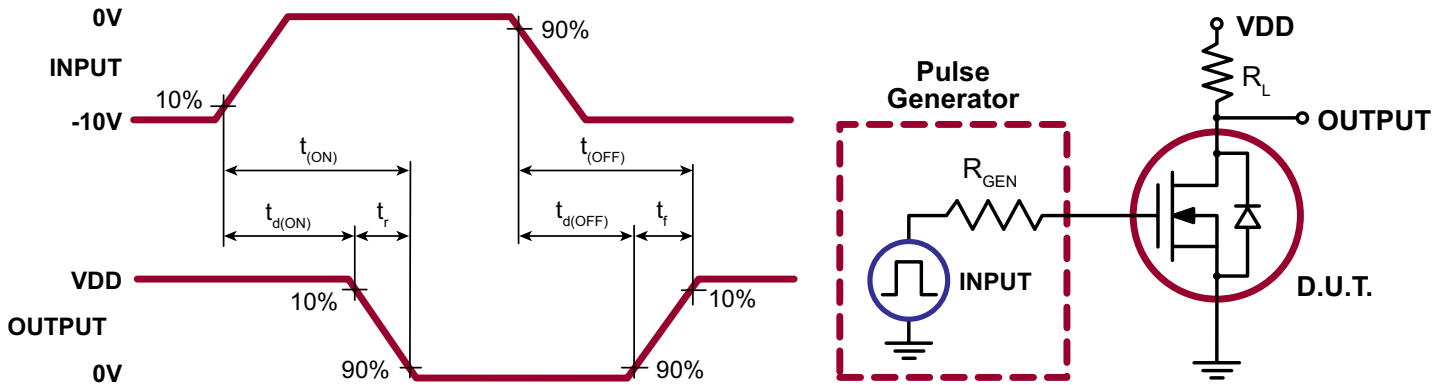 0V
INPUT
-10V
10%
90%
t(ON)
t(OFF)
td(ON)
tr
td(OFF)
tf
VDD
OUTPUT
0V
10%
90%
10%
90%
Pulse
Generator
RGEN
INPUT
VDD
RL
OUTPUT
D.U.T.